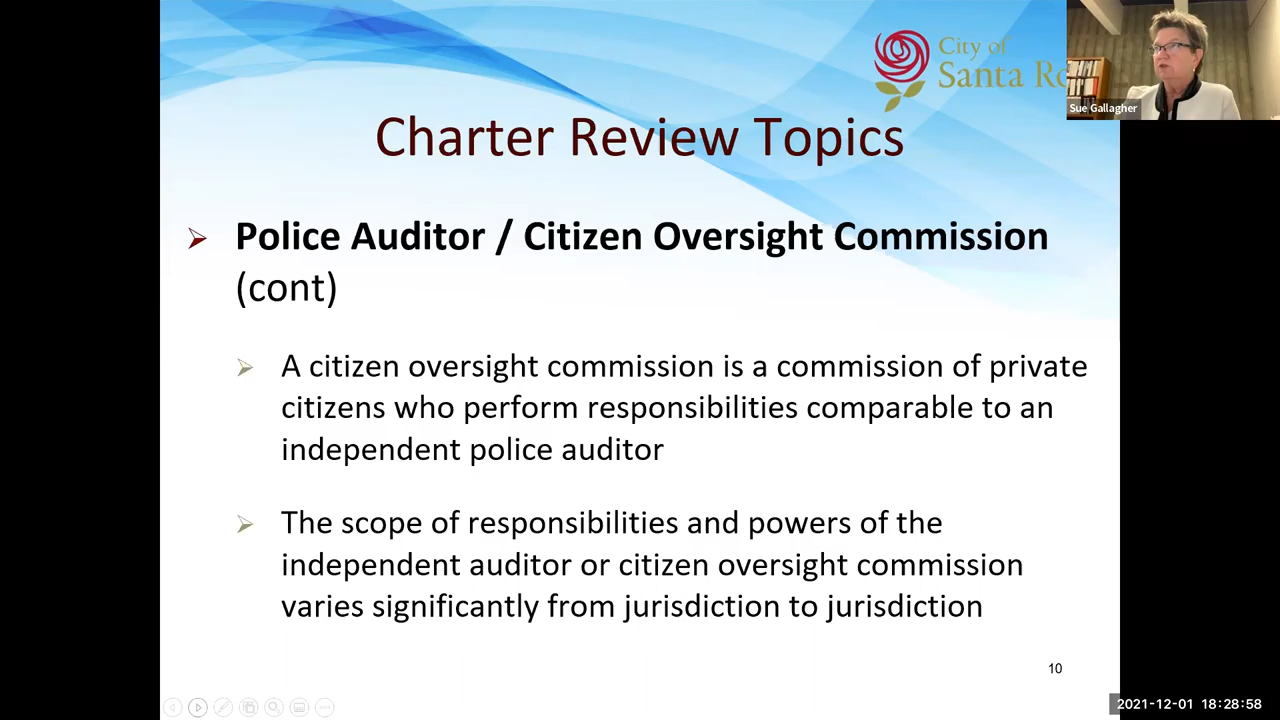 City of
Santa Ro
Sue Gallagher
Charter Review Topics
Police Auditor / Citizen Oversight Commission
(cont)
A citizen oversight commission is a commission of private
citizens who perform responsibilities comparable to an
independent police auditor
The scope of responsibilities and powers of the
independent auditor or citizen oversight commission
varies significantly from jurisdiction to jurisdiction
10
2021-12-01 18:28:58